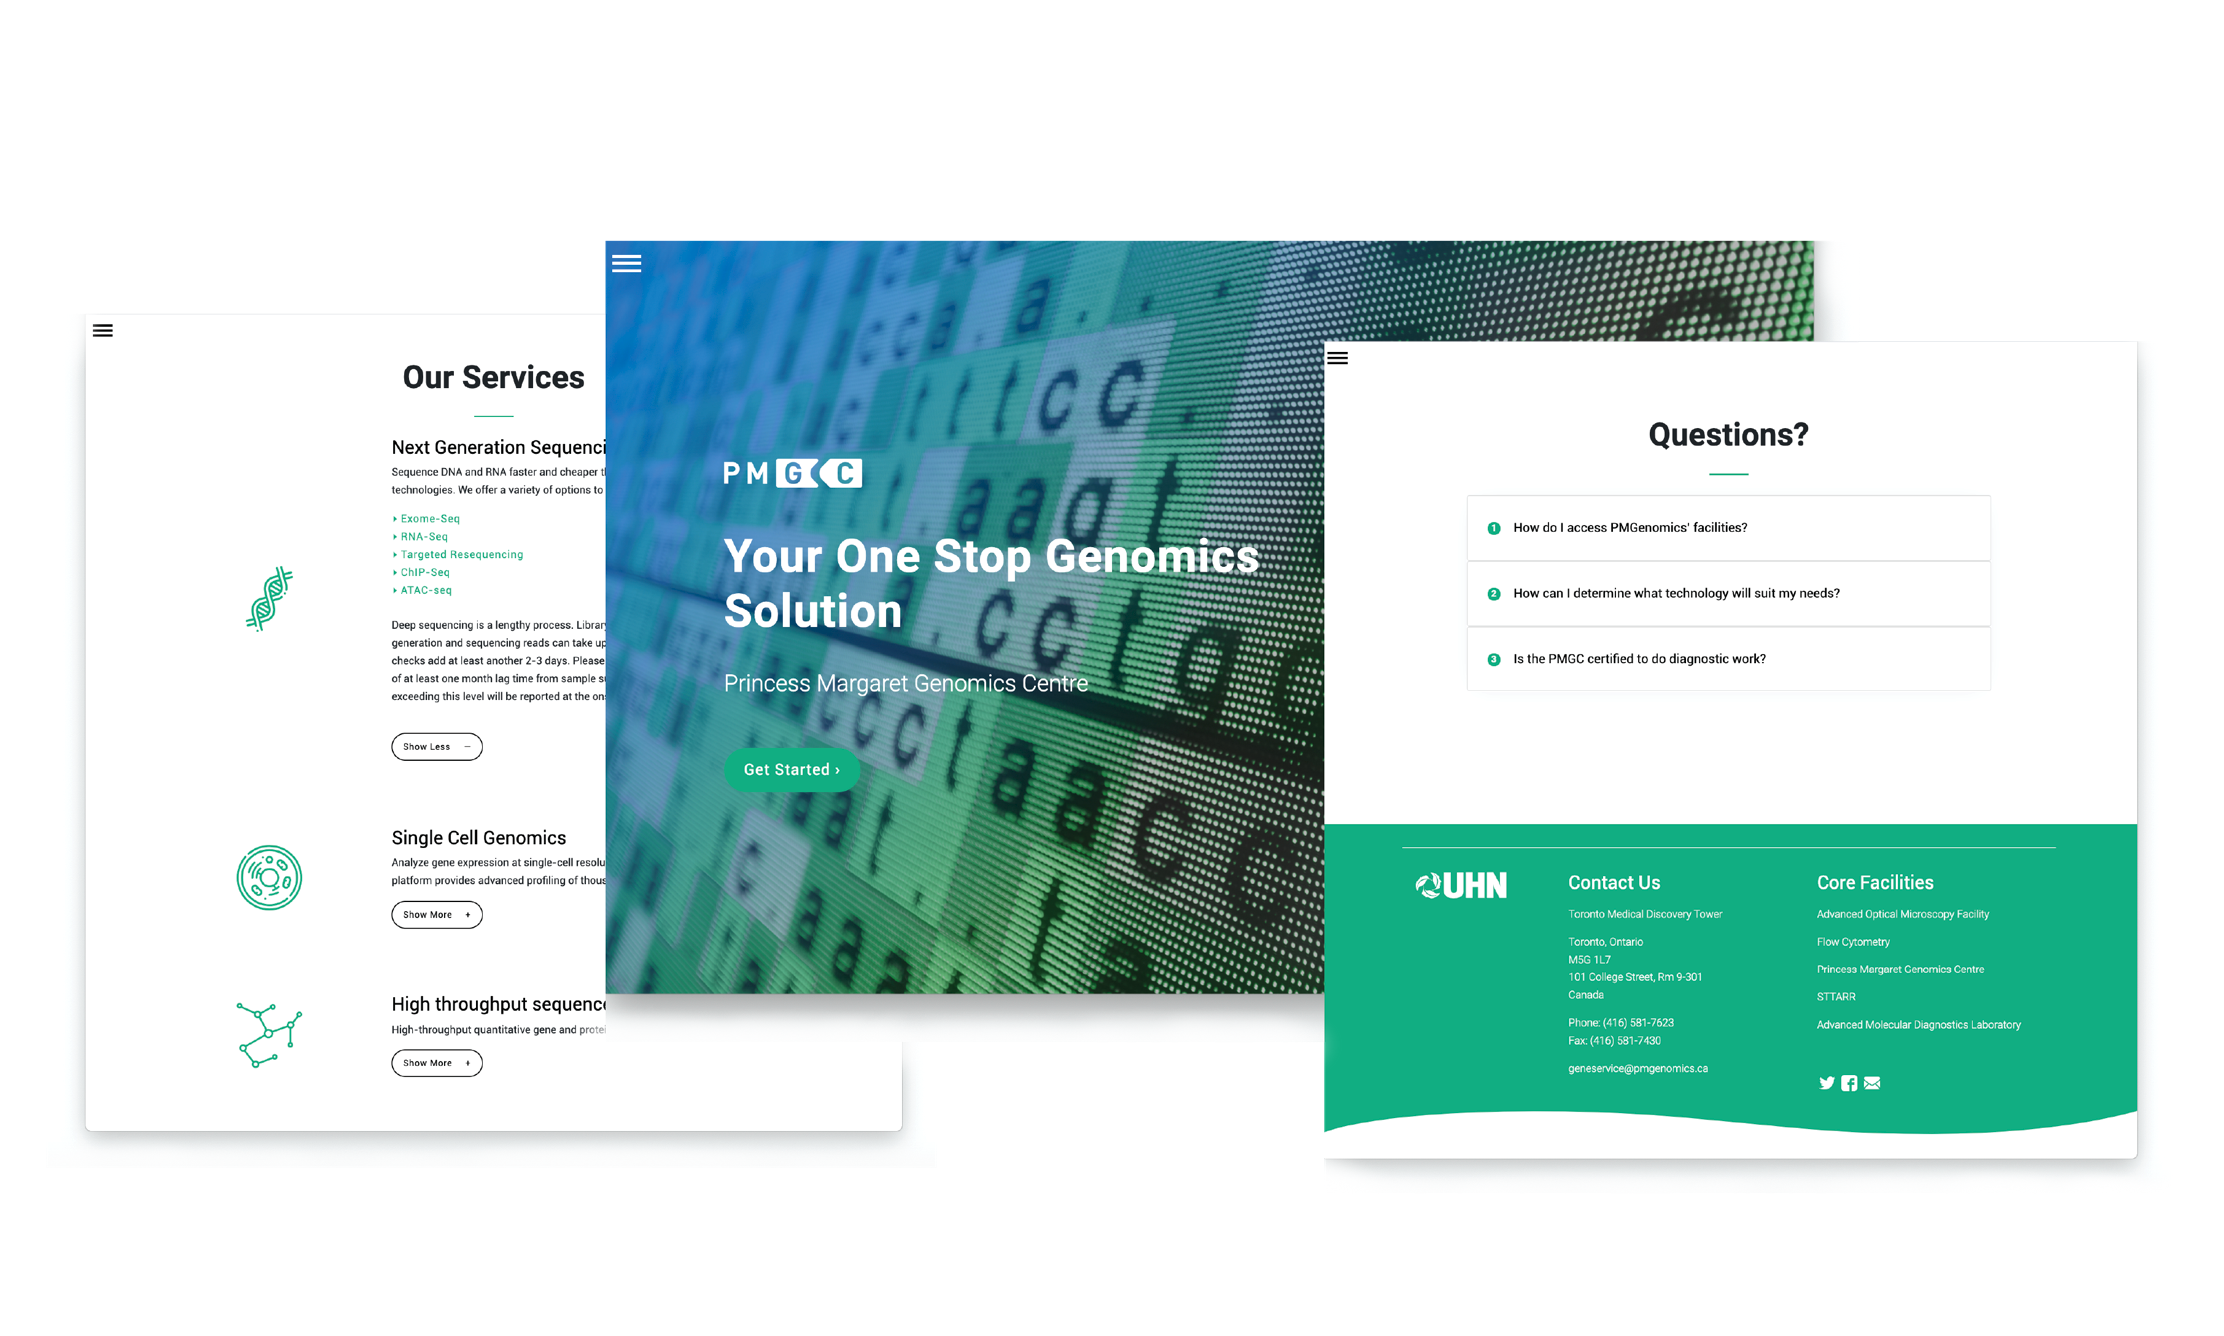 Our Services
Next Generation Sequenci
Sequence DNA and RNA faster and cheaper t
technologies. We offer a variety of options to
Exome-Seq
RNA-Seq
Targeted Resequencing
ChIP-Seq
ATAC-seq
Deep sequencing is a lengthy process. Library
generation and sequencing reads can take up
checks add at least another 2-3 days. Please
of at least one month lag time from sample su
exceeding this level will be reported at the on
Show Less –
Single Cell Genomics
Analyze gene expression at single-cell resolu
platform provides advanced profiling of thous
Show More +
High throughput sequence
High-throughput quantitative gene and protei
Show More +
PMGC
Your One Stop Genomics
Solution
Princess Margaret Genomics Centre
Get Started ›
Questions?
1 How do I access PMGenomics' facilities?
2 How can I determine what technology will suit my needs?
3 Is the PMGC certified to do diagnostic work?
UHN
Contact Us
Toronto Medical Discovery Tower
Toronto, Ontario
M5G 1L7
101 College Street, Rm 9-301
Canada
Phone: (416) 581-7623
Fax: (416) 581-7430
geneservice@pmgenomics.ca
Core Facilities
Advanced Optical Microscopy Facility
Flow Cytometry
Princess Margaret Genomics Centre
STTARR
Advanced Molecular Diagnostics Laboratory